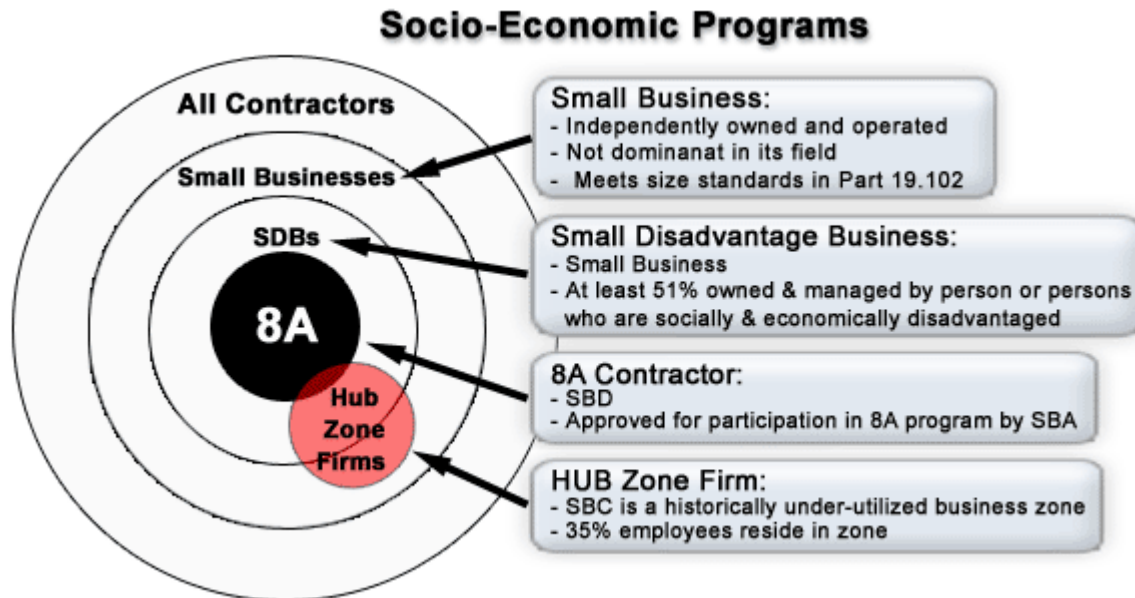 Socio-Economic Programs
All Contractors
Small Businesses
SDBs
8A
Hub
Zone
Firms
Small Business:
- Independently owned and operated
- Not dominanat in its field
- Meets size standards in Part 19.102
Small Disadvantage Business:
- Small Business
- At least 51% owned & managed by person or persons
who are socially & economically disadvantaged
8A Contractor:
- SBD
- Approved for participation in 8A program by SBA
HUB Zone Firm:
- SBC is a historically under-utilized business zone
- 35% employees reside in zone